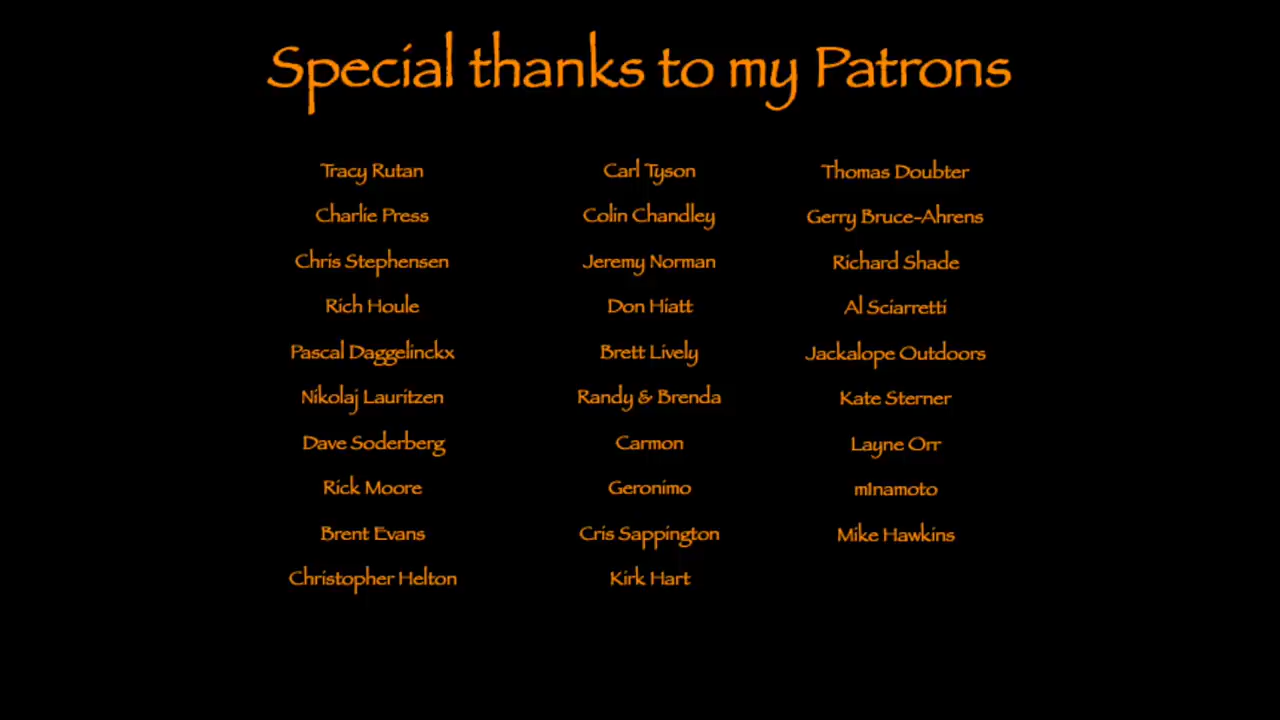 Special thanks to my Patrons
Tracy Rutan
Charlie Press
Chris Stephensen
Rich Houle
Pascal Daggelinckx
Nikolaj Lauritzen
Dave Soderberg
Rick Moore
Brent Evans
Christopher Helton
Carl Tyson
Colin Chandley
Jeremy Norman
Don Hiatt
Brett Lively
Randy & Brenda
Carmon
Geronimo
Cris Sappington
Kirk Hart
Thomas Doubter
Gerry Bruce-Ahrens
Richard Shade
Al Sciarretti
Jackalope Outdoors
Kate Sterner
Layne Orr
m1namoto
Mike Hawkins